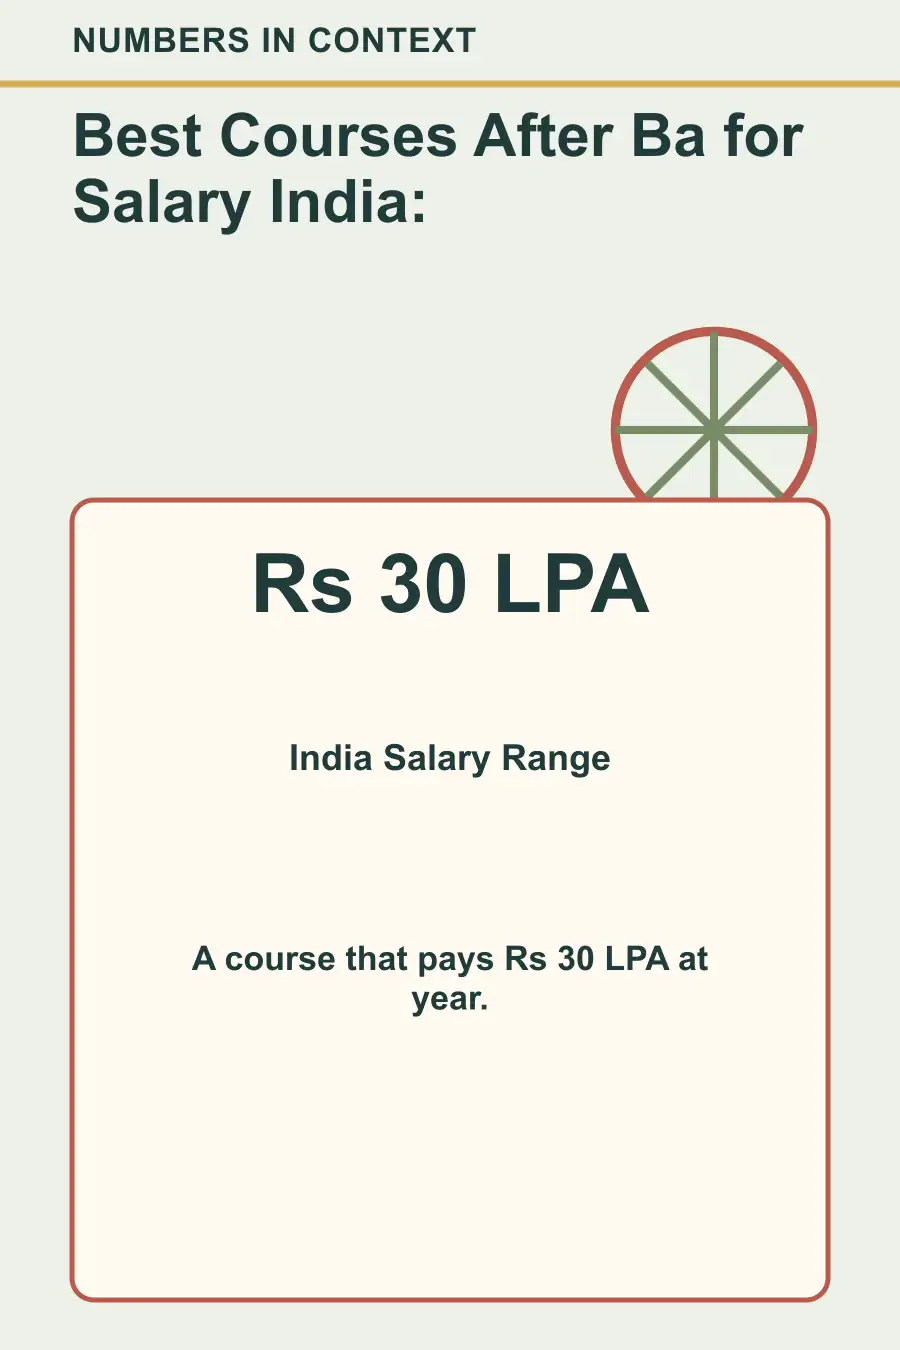 NUMBERS IN CONTEXT
Best Courses After Ba for
Salary India:
Rs 30 LPA
India Salary Range
A course that pays Rs 30 LPA at
year.